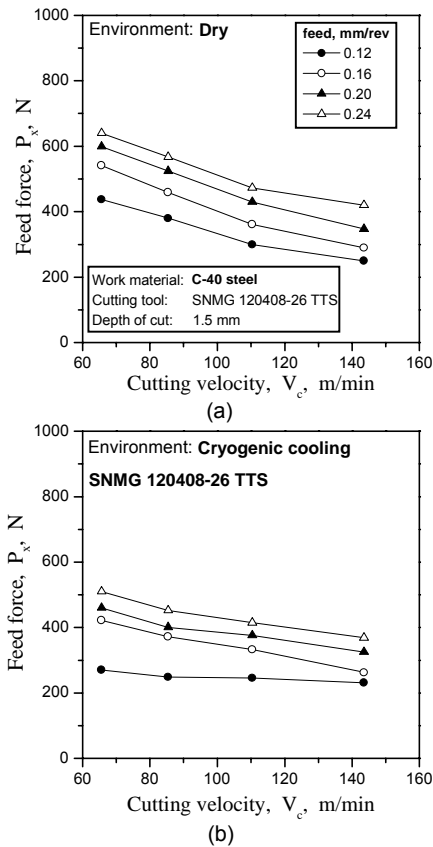 Environment: Dry
feed, mm/rev
0.12
0.16
0.20
0.24
1000
800
600
400
200
0
Feed force, Pₓ, N
Work material: C-40 steel
Cutting tool: SNMG 120408-26 TTS
Depth of cut: 1.5 mm
60 80 100 120 140 160
Cutting velocity, V_c, m/min
(a)
Environment: Cryogenic cooling
SNMG 120408-26 TTS
1000
800
600
400
200
0
Feed force, Pₓ, N
60 80 100 120 140 160
Cutting velocity, V_c, m/min
(b)